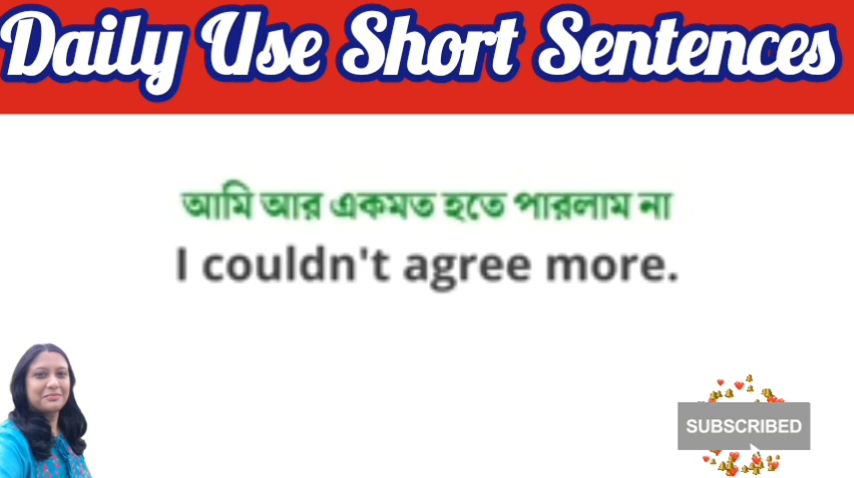 Daily Use Short Sentences
আমি আর একমত হতে পারলাম না
I couldn't agree more.
SUBSCRIBED